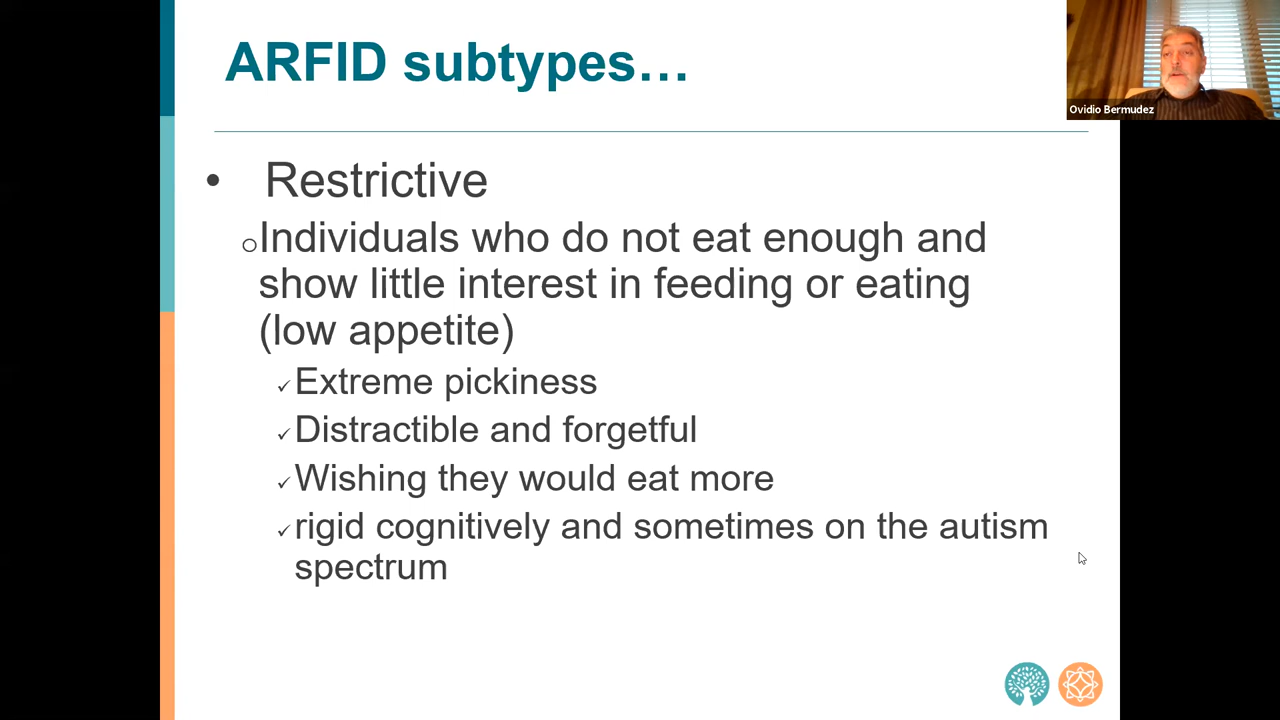 ARFID subtypes…
Ovidio Bermudez
• Restrictive
○Individuals who do not eat enough and
show little interest in feeding or eating
(low appetite)
✓Extreme pickiness
✓Distractible and forgetful
✓Wishing they would eat more
✓rigid cognitively and sometimes on the autism
spectrum